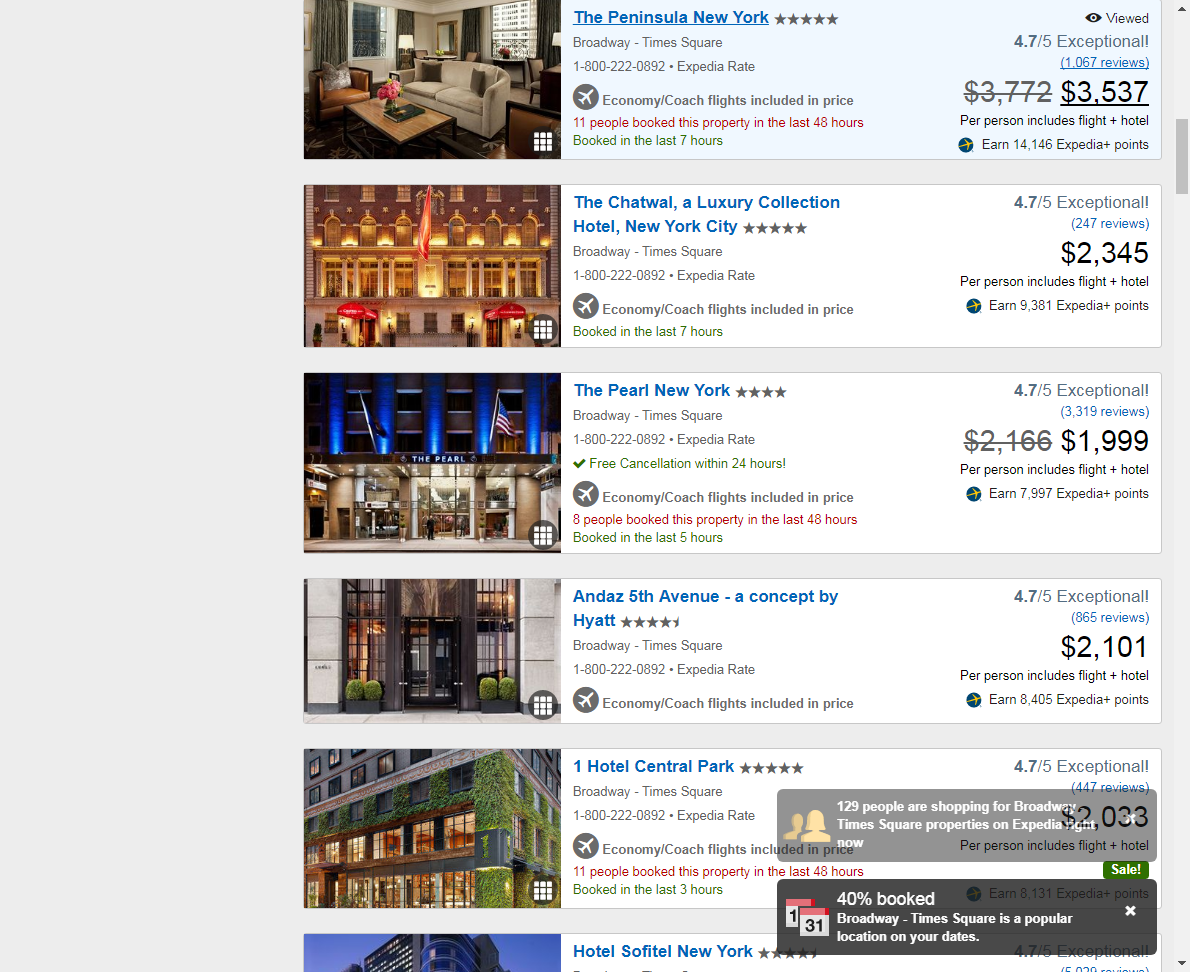 The Peninsula New York
Viewed
Broadway - Times Square
4.7/5 Exceptional!
1-800-222-0892 • Expedia Rate
(1,067 reviews)
$3,772 $3,537
Economy/Coach flights included in price
Per person includes flight + hotel
11 people booked this property in the last 48 hours
Booked in the last 7 hours
Earn 14,146 Expedia+ points
The Chatwal, a Luxury Collection
Hotel, New York City
4.7/5 Exceptional!
(247 reviews)
Broadway - Times Square
$2,345
1-800-222-0892 • Expedia Rate
Per person includes flight + hotel
Economy/Coach flights included in price
Earn 9,381 Expedia+ points
Booked in the last 7 hours
THE PEARL
The Pearl New York
4.7/5 Exceptional!
Broadway - Times Square
(3,319 reviews)
1-800-222-0892 • Expedia Rate
$2,166 $1,999
Free Cancellation within 24 hours!
Per person includes flight + hotel
Economy/Coach flights included in price
Earn 7,997 Expedia+ points
8 people booked this property in the last 48 hours
Booked in the last 5 hours
Andaz 5th Avenue - a concept by
Hyatt
4.7/5 Exceptional!
(865 reviews)
Broadway - Times Square
$2,101
1-800-222-0892 • Expedia Rate
Per person includes flight + hotel
Economy/Coach flights included in price
Earn 8,405 Expedia+ points
1 Hotel Central Park
4.7/5 Exceptional!
Broadway - Times Square
(447 reviews)
1-800-222-0892 • Expedia Rate
$2,033
Economy/Coach flights included in price
Per person includes flight + hotel
11 people booked this property in the last 48 hours
Sale!
Booked in the last 3 hours
Earn 8,131 Expedia+ points
129 people are shopping for Broadway
Times Square properties on Expedia right
now
1 31
40% booked
Broadway - Times Square is a popular
location on your dates.
Hotel Sofitel New York
4.7/5 Exceptional!
Broadway - Times Square
(5,029 reviews)